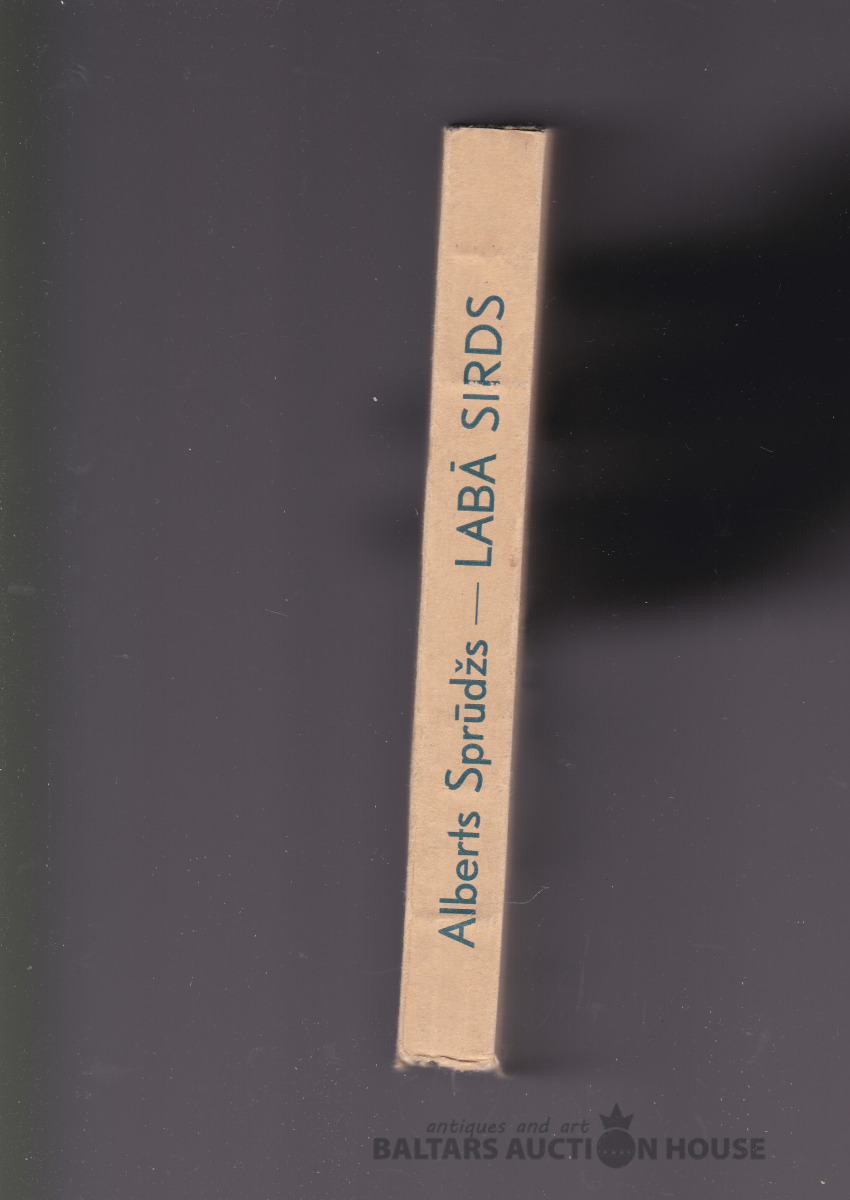 Alberts Sprūdžs — LABĀ SIRDS
antiques and art
BALTARS AUCTION HOUSE